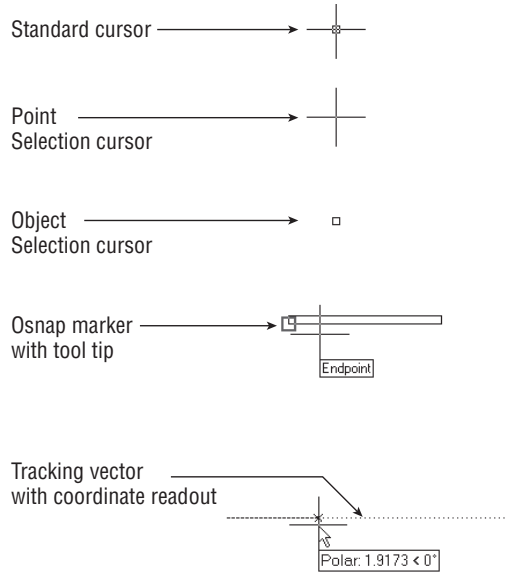 Standard cursor
Point
Selection cursor
Object
Selection cursor
Osnap marker
with tool tip
Endpoint
Tracking vector
with coordinate readout
Polar: 1.9173 < 0°